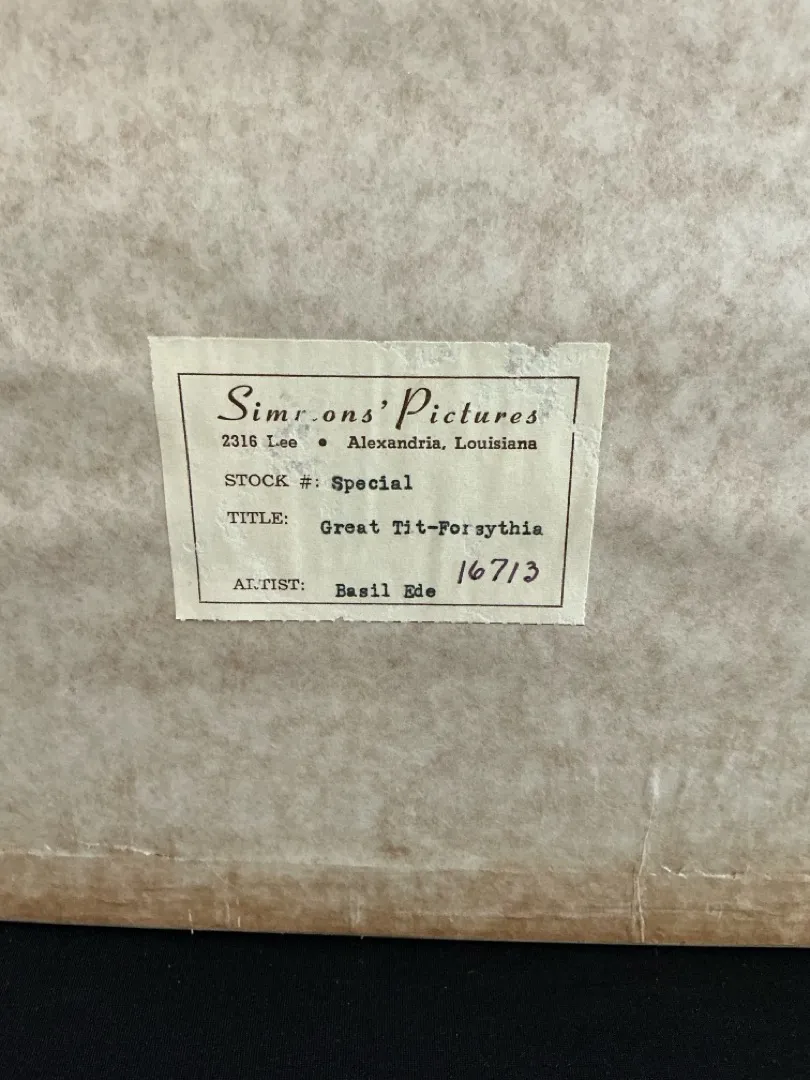 Simmons' Pictures
2316 Lee • Alexandria, Louisiana
STOCK #: Special
TITLE: Great Tit-Forsythia
16713
ARTIST: Basil Ede